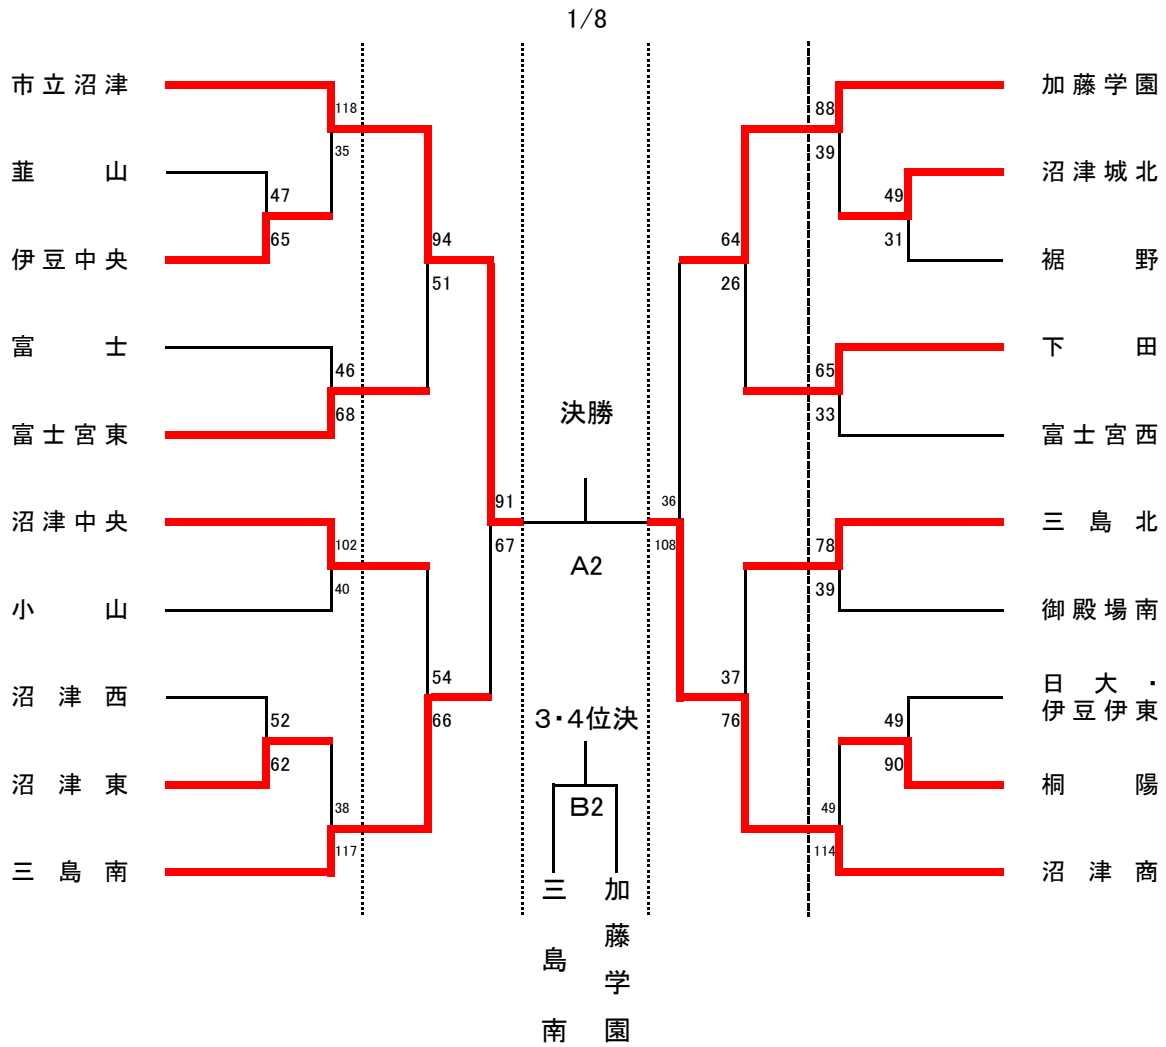 1/8
市立沼津
加藤学園
118
88
35
39
韮山
沼津城北
47
49
65
31
伊豆中央
裾野
94
64
51
26
富士
下田
46
65
68
33
富士宮東
富士宮西
決勝
91
36
沼津中央
三島北
67
108
A2
102
78
40
39
小山
御殿場南
54
37
66
76
沼津西
日大・
伊豆伊東
3・4位決
52
49
62
90
沼津東
桐陽
B2
38
49
117
114
三島南
沼津商
三島南
加藤学園